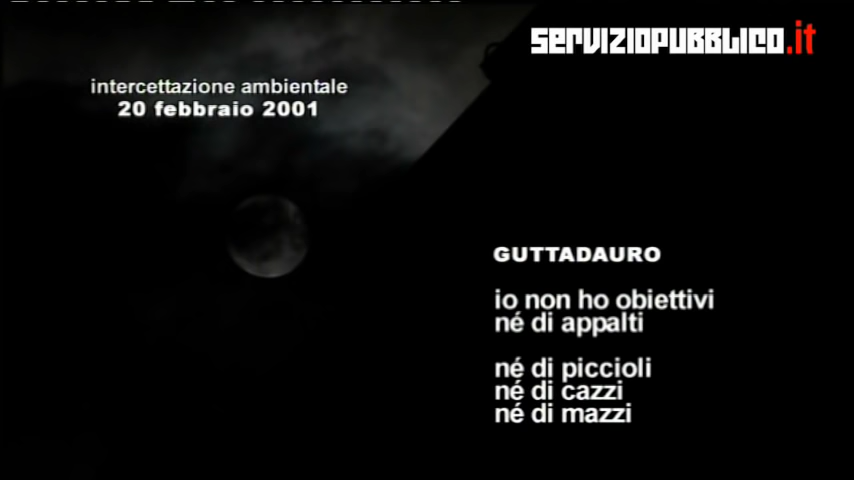 SERVIZIOPUBBLICO.it
intercettazione ambientale
20 febbraio 2001
GUTTADAURO
io non ho obiettivi
né di appalti
né di piccioli
né di cazzi
né di mazzi